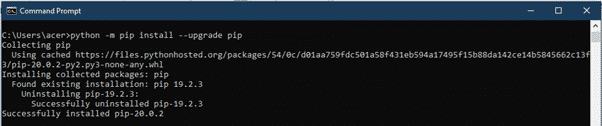 Command Prompt
C:\Users\acer>python -m pip install --upgrade pip
Collecting pip
  Using cached https://files.pythonhosted.org/packages/54/0c/d01aa759fdc501a58f431eb594a17495f15b88da142ce14b5845662c13f
3/pip-20.0.2-py2.py3-none-any.whl
Installing collected packages: pip
  Found existing installation: pip 19.2.3
    Uninstalling pip-19.2.3:
      Successfully uninstalled pip-19.2.3
Successfully installed pip-20.0.2